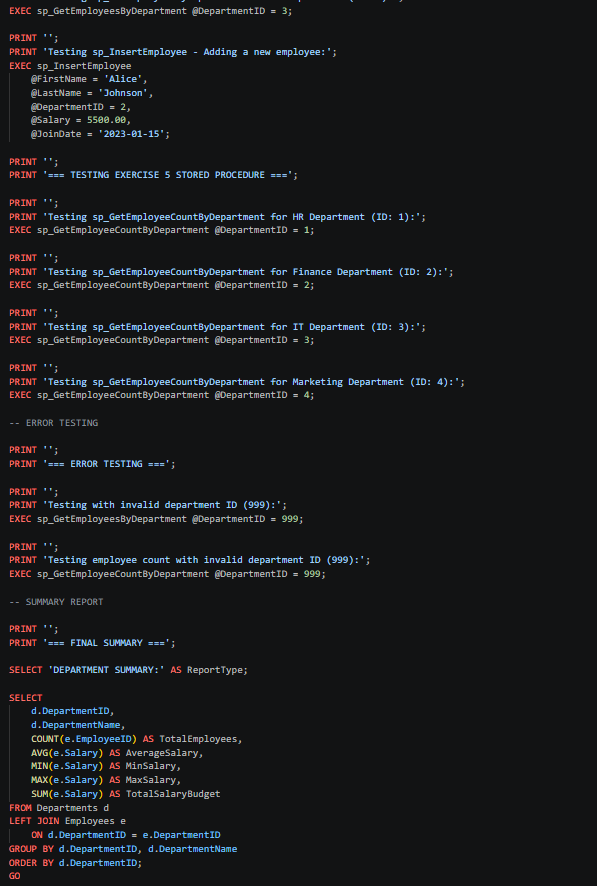 EXEC sp_GetEmployeesByDepartment @DepartmentID = 3;
PRINT '';
PRINT 'Testing sp_InsertEmployee - Adding a new employee:';
EXEC sp_InsertEmployee
@FirstName = 'Alice',
@LastName = 'Johnson',
@DepartmentID = 2,
@Salary = 5500.00,
@JoinDate = '2023-01-15';
PRINT '';
PRINT '=== TESTING EXERCISE 5 STORED PROCEDURE ===';
PRINT '';
PRINT 'Testing sp_GetEmployeeCountByDepartment for HR Department (ID: 1):';
EXEC sp_GetEmployeeCountByDepartment @DepartmentID = 1;
PRINT '';
PRINT 'Testing sp_GetEmployeeCountByDepartment for Finance Department (ID: 2):';
EXEC sp_GetEmployeeCountByDepartment @DepartmentID = 2;
PRINT '';
PRINT 'Testing sp_GetEmployeeCountByDepartment for IT Department (ID: 3):';
EXEC sp_GetEmployeeCountByDepartment @DepartmentID = 3;
PRINT '';
PRINT 'Testing sp_GetEmployeeCountByDepartment for Marketing Department (ID: 4):';
EXEC sp_GetEmployeeCountByDepartment @DepartmentID = 4;
-- ERROR TESTING
PRINT '';
PRINT '=== ERROR TESTING ===';
PRINT '';
PRINT 'Testing with invalid department ID (999):';
EXEC sp_GetEmployeesByDepartment @DepartmentID = 999;
PRINT '';
PRINT 'Testing employee count with invalid department ID (999):';
EXEC sp_GetEmployeeCountByDepartment @DepartmentID = 999;
-- SUMMARY REPORT
PRINT '';
PRINT '=== FINAL SUMMARY ===';
SELECT 'DEPARTMENT SUMMARY:' AS ReportType;
SELECT
d.DepartmentID,
d.DepartmentName,
COUNT(e.EmployeeID) AS TotalEmployees,
AVG(e.Salary) AS AverageSalary,
MIN(e.Salary) AS MinSalary,
MAX(e.Salary) AS MaxSalary,
SUM(e.Salary) AS TotalSalaryBudget
FROM Departments d
LEFT JOIN Employees e
ON d.DepartmentID = e.DepartmentID
GROUP BY d.DepartmentID, d.DepartmentName
ORDER BY d.DepartmentID;
GO